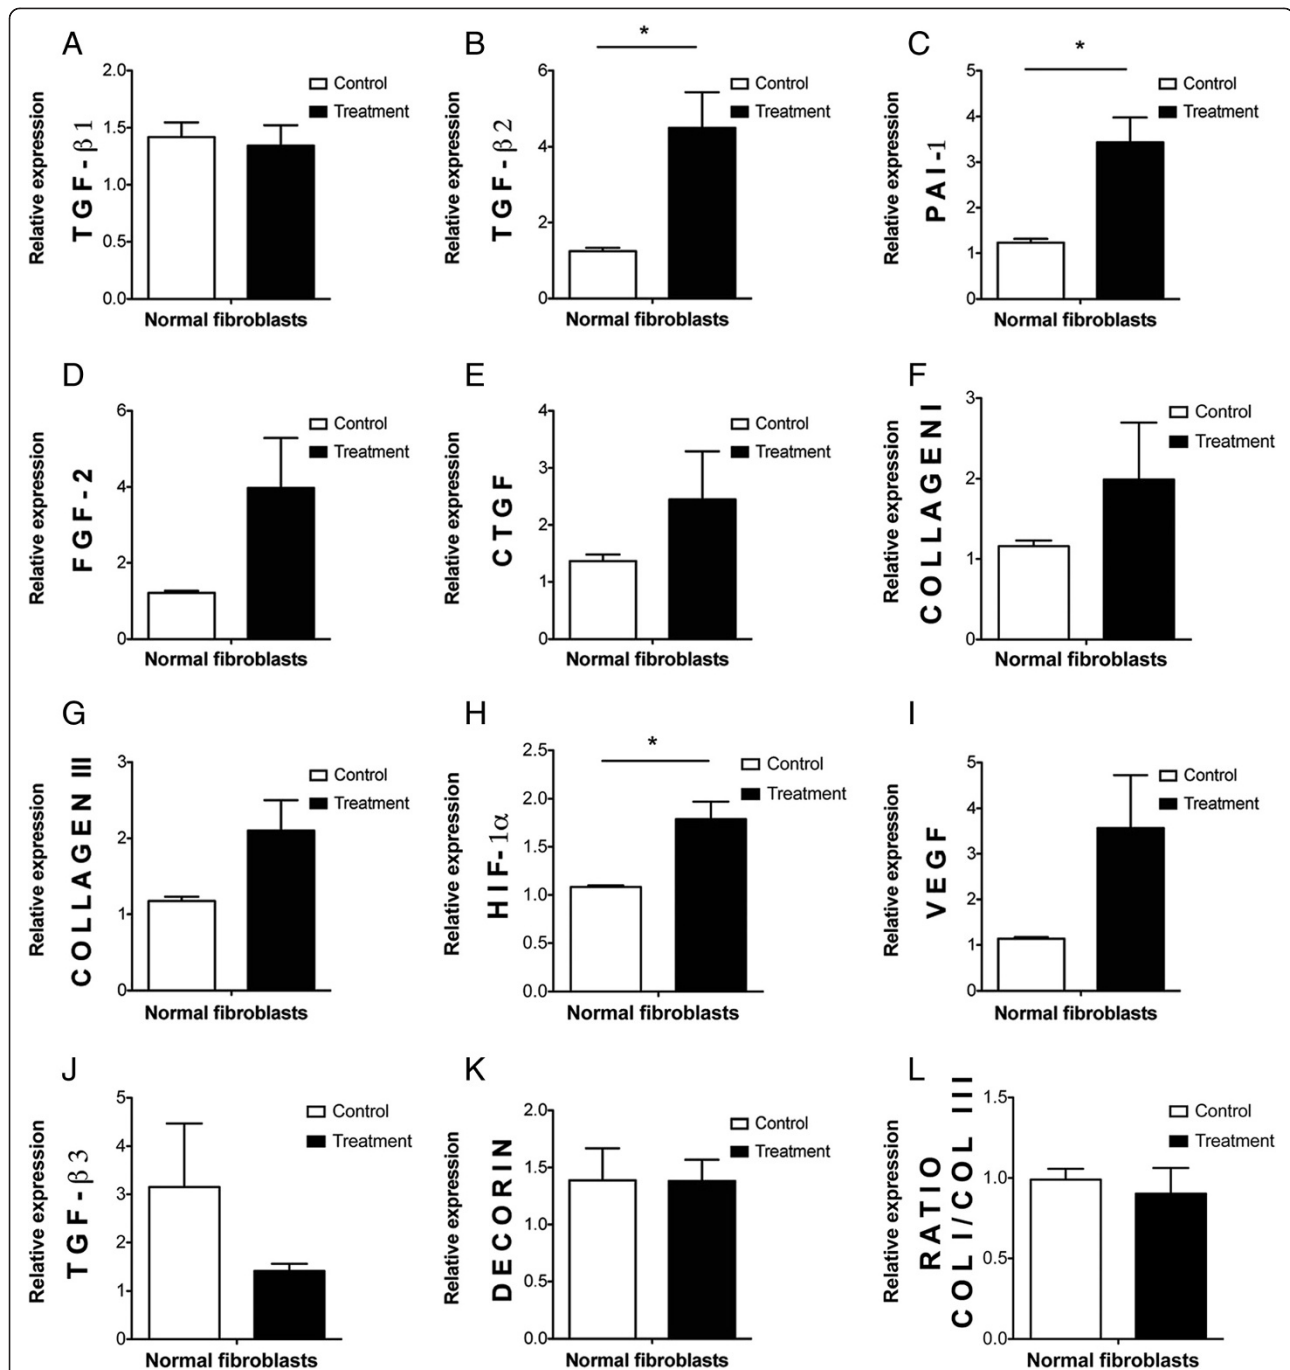 A
Relative expression
TGF-β1
2.0
1.5
1.0
0.5
0.0
Control
Treatment
Normal fibroblasts
B
*
Relative expression
TGF-β2
6
4
2
0
Control
Treatment
Normal fibroblasts
C
*
Relative expression
PAI-1
5
4
3
2
1
0
Control
Treatment
Normal fibroblasts
D
Relative expression
FGF-2
6
4
2
0
Control
Treatment
Normal fibroblasts
E
Relative expression
CTGF
4
3
2
1
0
Control
Treatment
Normal fibroblasts
F
Relative expression
COLLAGEN I
3
2
1
0
Control
Treatment
Normal fibroblasts
G
Relative expression
COLLAGEN III
3
2
1
0
Control
Treatment
Normal fibroblasts
H
*
Relative expression
HIF-1α
2.5
2.0
1.5
1.0
0.5
0.0
Control
Treatment
Normal fibroblasts
I
Relative expression
VEGF
5
4
3
2
1
0
Control
Treatment
Normal fibroblasts
J
Relative expression
TGF-β3
5
4
3
2
1
0
Control
Treatment
Normal fibroblasts
K
Relative expression
DECORIN
2.0
1.5
1.0
0.5
0.0
Control
Treatment
Normal fibroblasts
L
Relative expression
RATIO
COL I/COL III
1.5
1.0
0.5
0.0
Control
Treatment
Normal fibroblasts